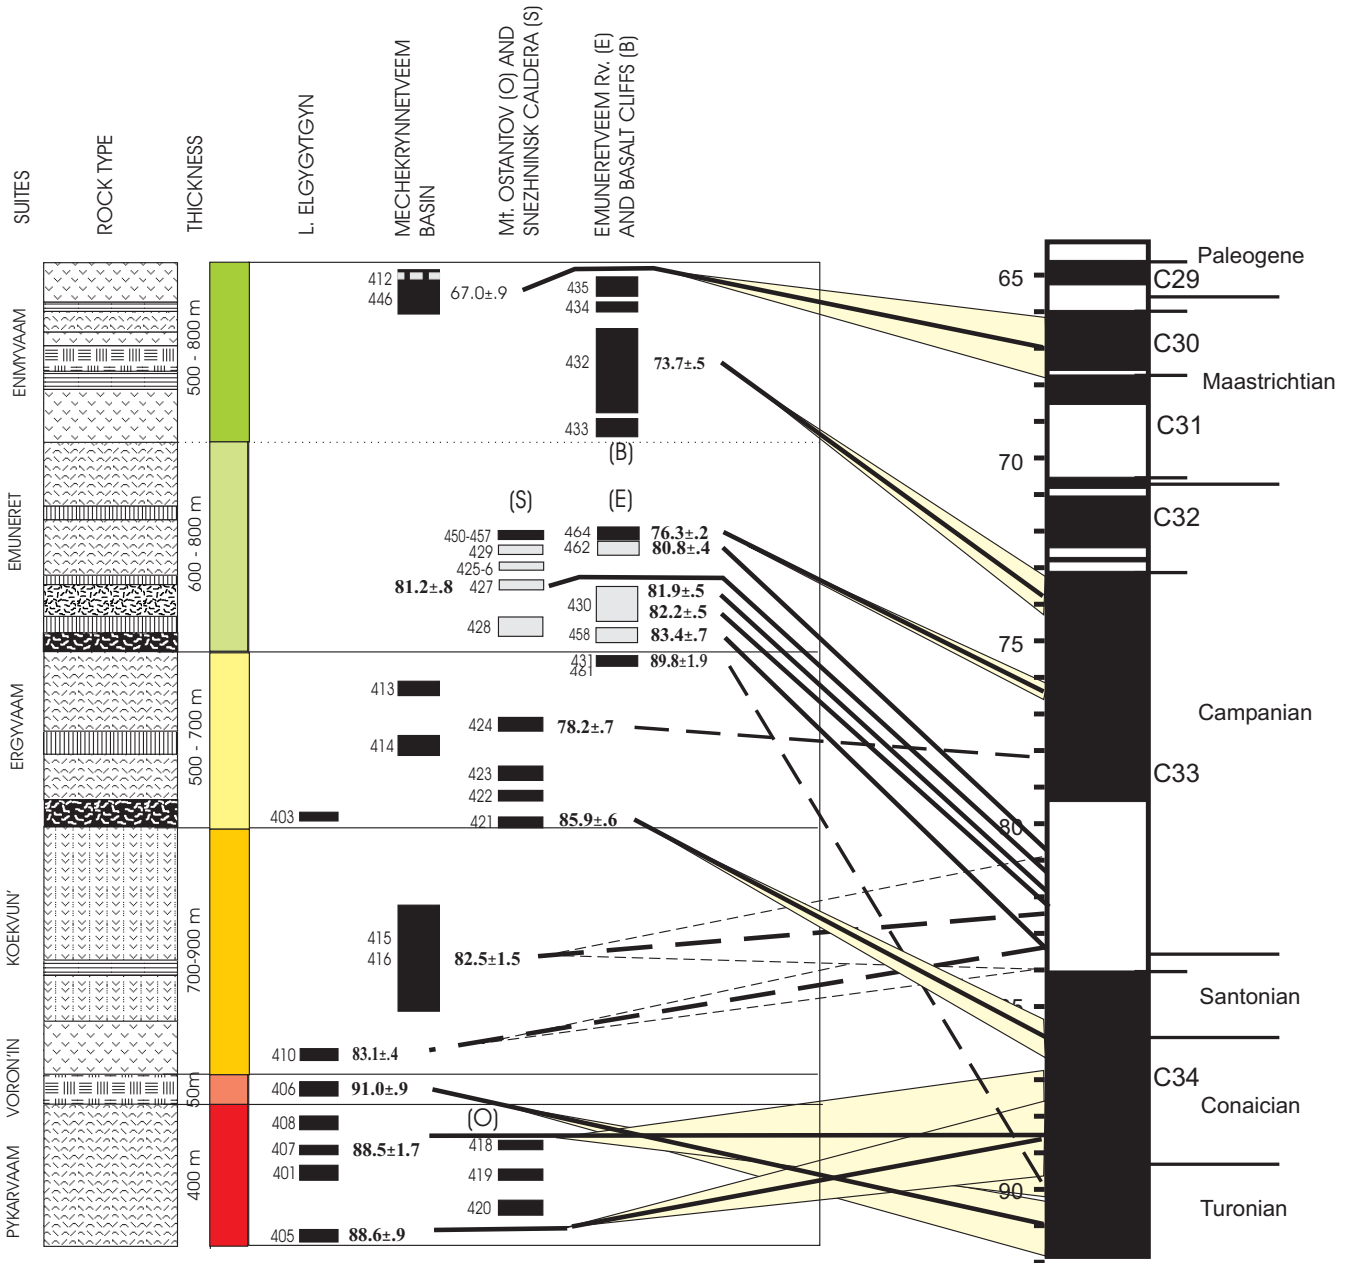 SUITES
ROCK TYPE
THICKNESS
L. ELGYGYTGYN
MECHEKRYNNETVEEM
BASIN
Mt. OSTANTOV (O) AND
SNEZHNINSK CALDERA (S)
EMUNERETVEEM Rv. (E)
AND BASALT CLIFFS (B)
ENMYVAAM
500 - 800 m
412
446
67.0±.9
435
434
432
73.7±.5
433
(B)
EMUNERET
600 - 800 m
(S)
(E)
450-457
429
425-6
81.2±.8
427
428
464
76.3±.2
462
80.8±.4
81.9±.5
430
82.2±.5
458
83.4±.7
ERGYVAAM
500 - 700 m
431
461
89.8±1.9
413
424
78.2±.7
414
423
422
403
421
85.9±.6
KOEKVUN'
700-900 m
415
416
82.5±1.5
410
83.1±.4
VORON'IN
50m
406
91.0±.9
PYKARVAAM
400 m
408
(O)
407
88.5±1.7
418
401
419
420
405
88.6±.9
65
70
75
80
85
90
Paleogene
C29
C30
Maastrichtian
C31
C32
Campanian
C33
Santonian
C34
Conaician
Turonian